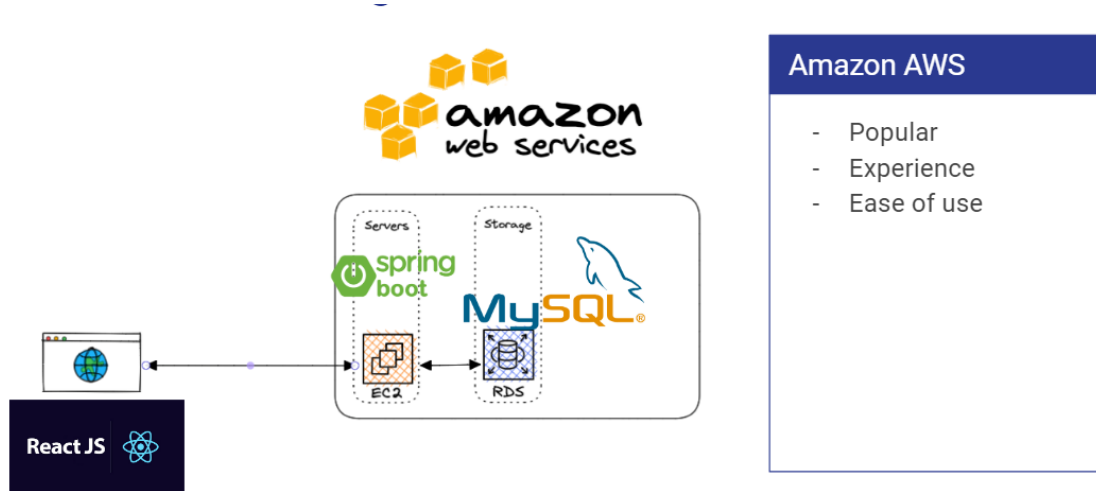 amazon
web services
Servers
Storage
spring
boot
MySQL®
EC2
RDS
React JS
Amazon AWS
- Popular
- Experience
- Ease of use